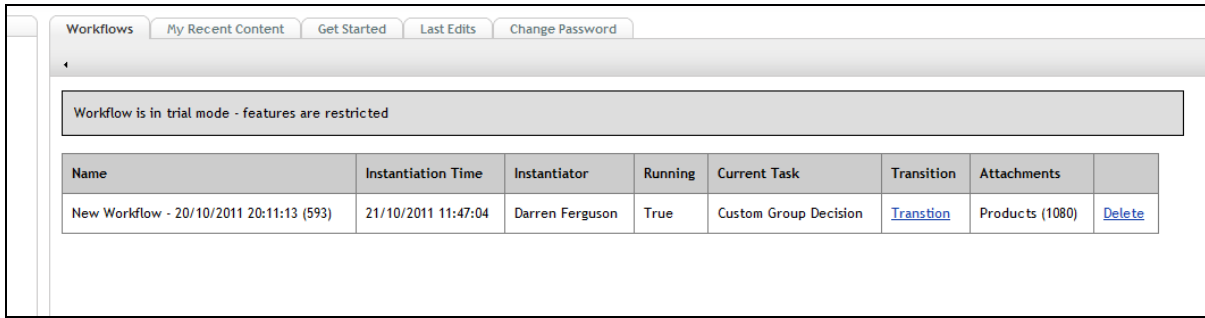 Workflows My Recent Content Get Started Last Edits Change Password
Workflow is in trial mode - features are restricted
Name Instantiation Time Instantiator Running Current Task Transition Attachments
New Workflow - 20/10/2011 20:11:13 (593) 21/10/2011 11:47:04 Darren Ferguson True Custom Group Decision Transtion Products (1080) Delete